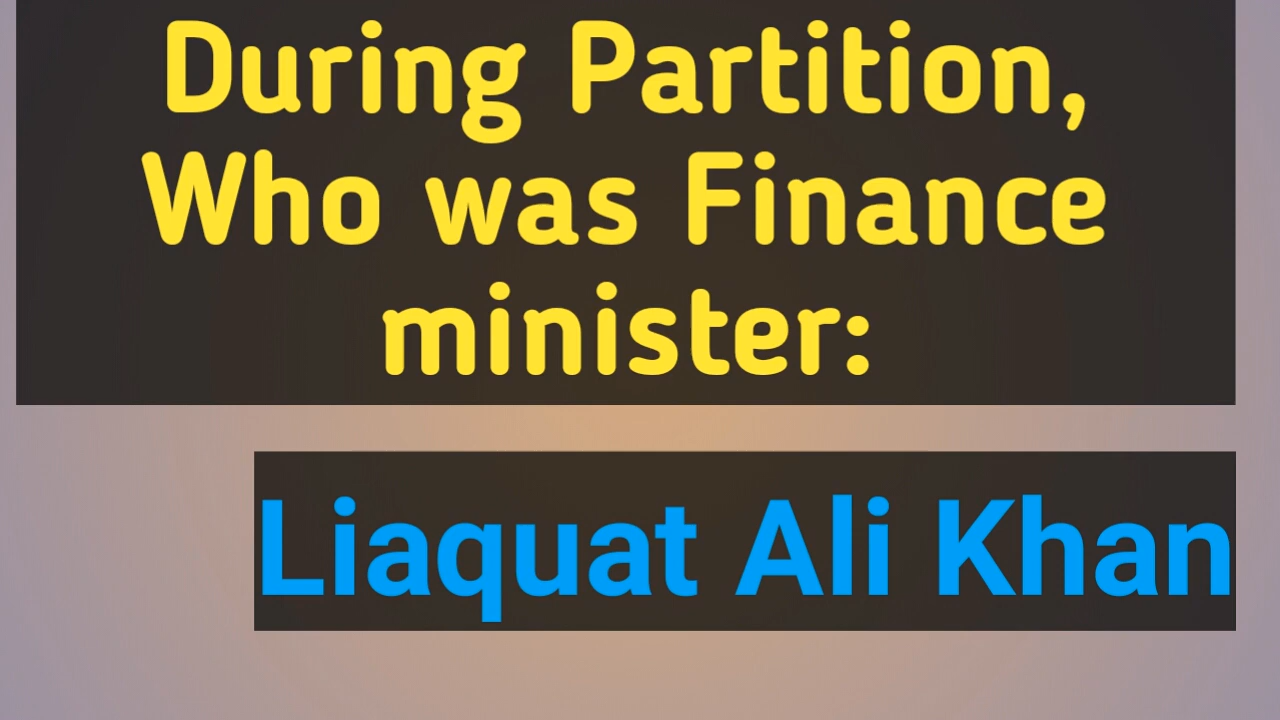 During Partition,
Who was Finance
minister:
Liaquat Ali Khan